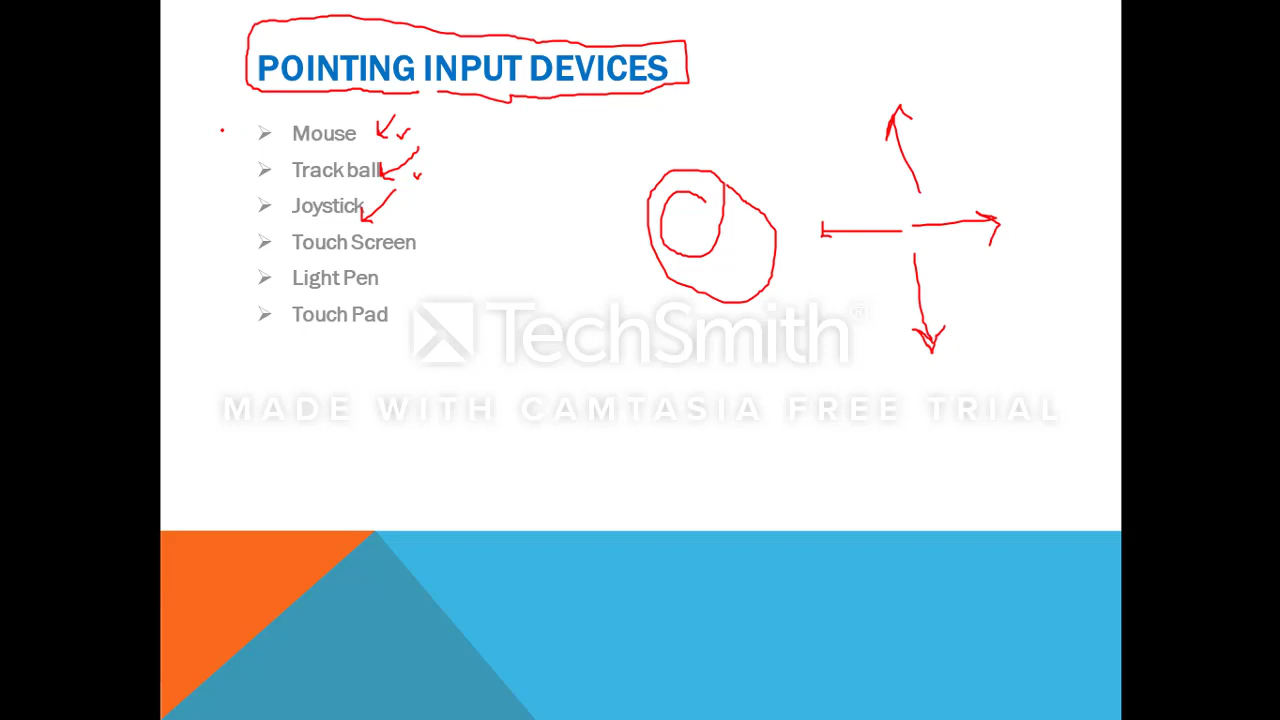 POINTING INPUT DEVICES
Mouse
Track ball
Joystick
Touch Screen
Light Pen
Touch Pad
TechSmith®
MADE WITH CAMTASIA FREE TRIAL